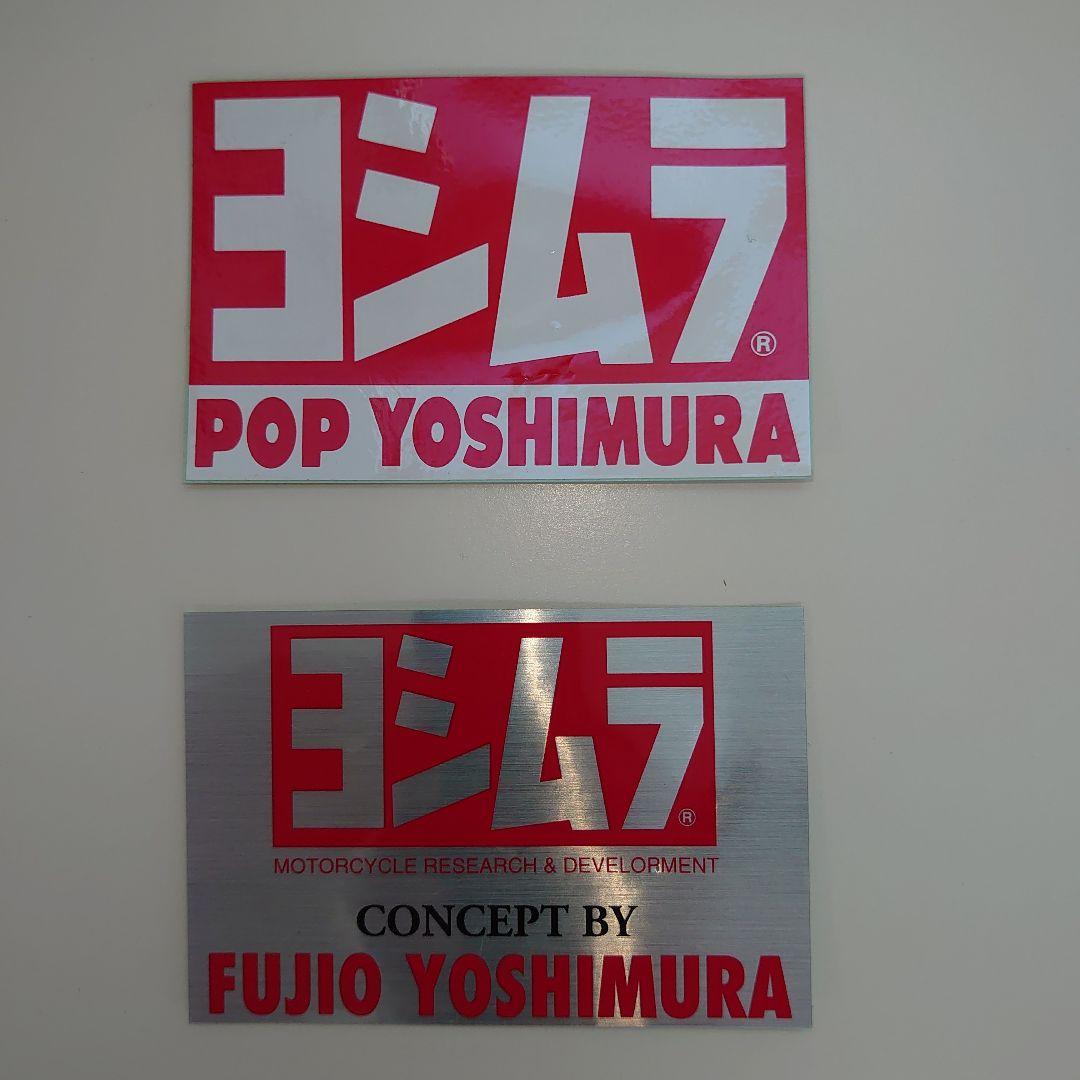 ヨシムラ®
POP YOSHIMURA
ヨシムラ®
MOTORCYCLE RESEARCH & DEVELORMENT
CONCEPT BY
FUJIO YOSHIMURA